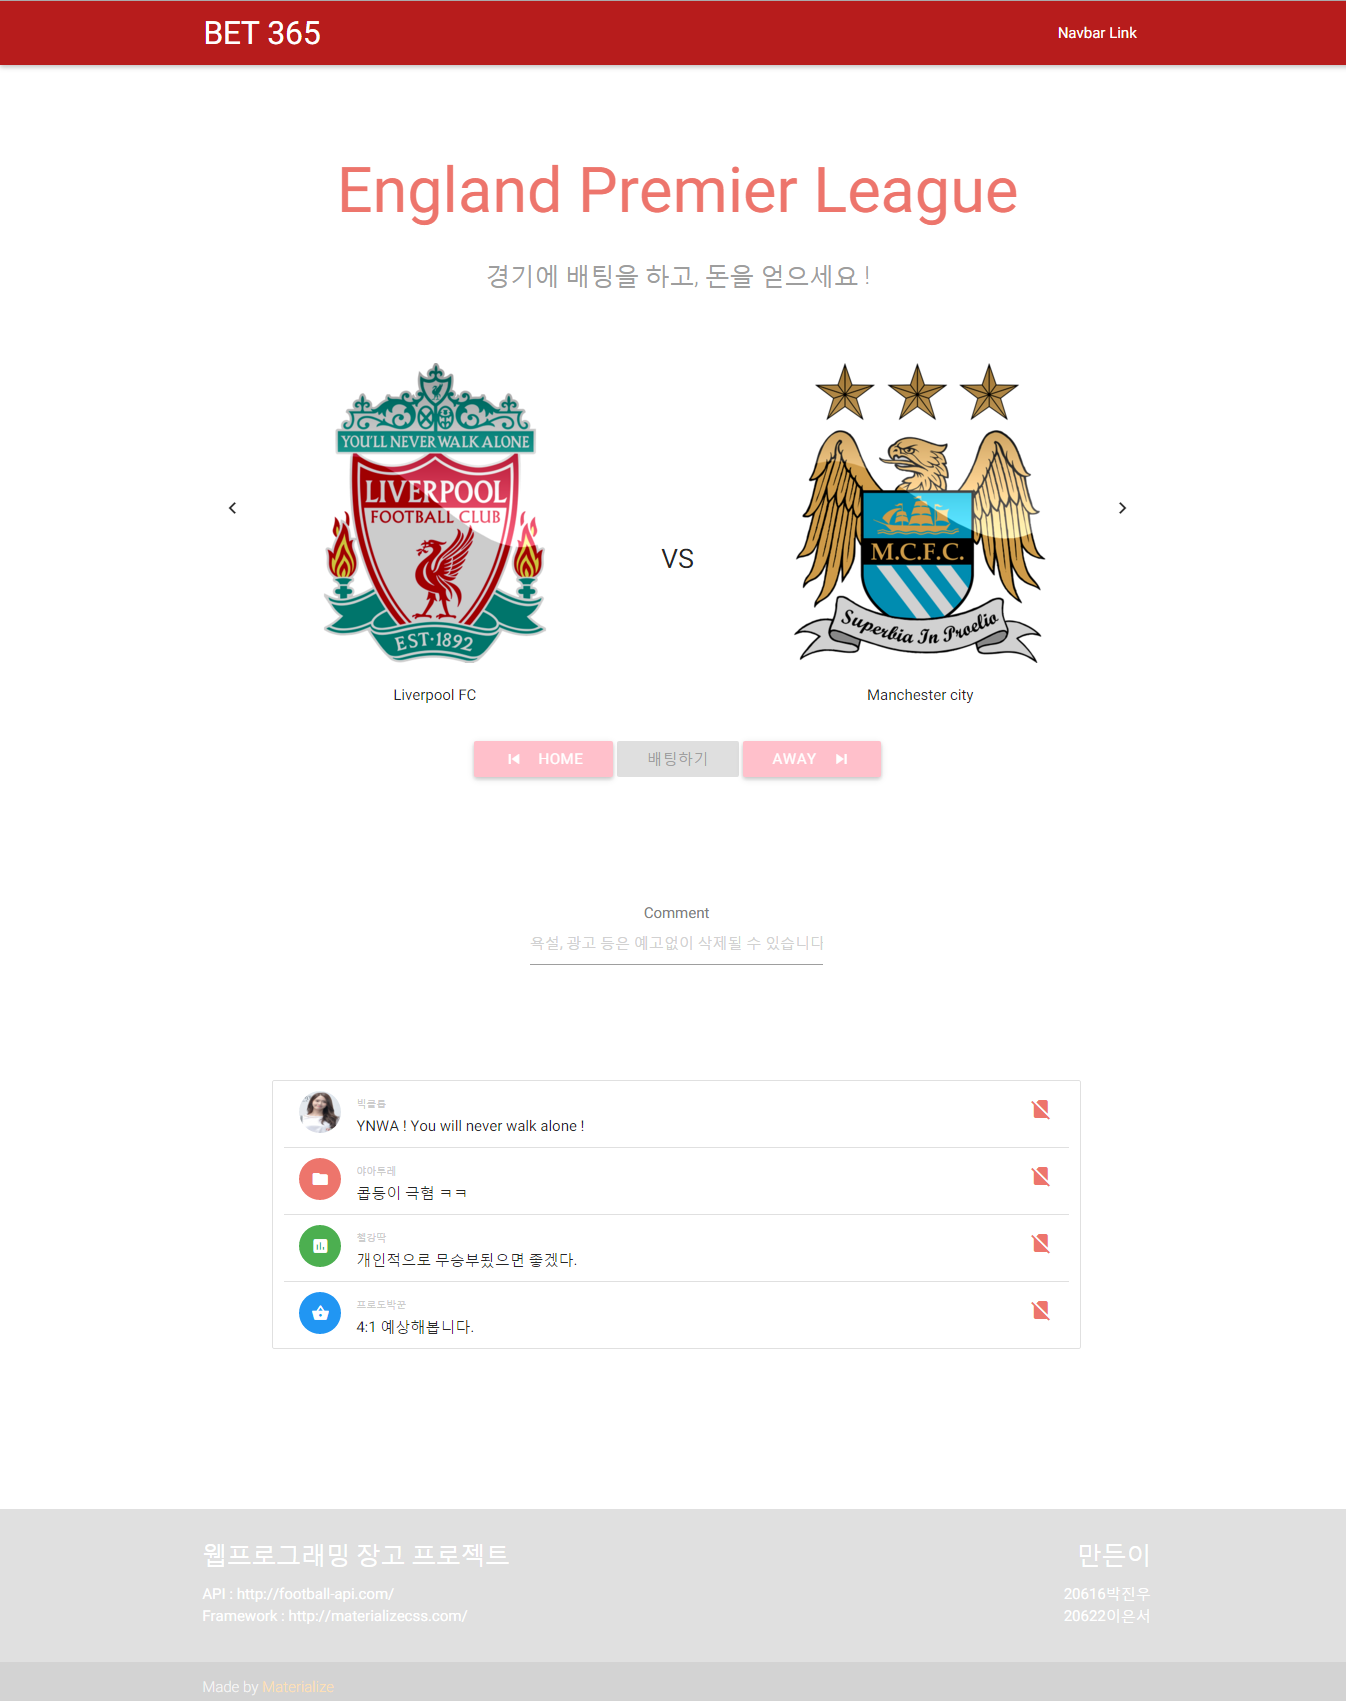 BET 365
Navbar Link
England Premier League
경기에 배팅을 하고, 돈을 얻으세요 !
YOU'LL NEVER WALK ALONE
LIVERPOOL
FOOTBALL CLUB
EST·1892
VS
M.C.F.C.
Superbia In Proelio
Liverpool FC
Manchester city
HOME
배팅하기
AWAY
Comment
욕설, 광고 등은 예고없이 삭제될 수 있습니다
빅클롭
YNWA ! You will never walk alone !
야아투레
콥등이 극혐 ㅋㅋ
첼강딱
개인적으로 무승부됬으면 좋겠다.
프로도박꾼
4:1 예상해봅니다.
웹프로그래밍 장고 프로젝트
만든이
API : http://football-api.com/
20616박진우
Framework : http://materializecss.com/
20622이은서
Made by Materialize